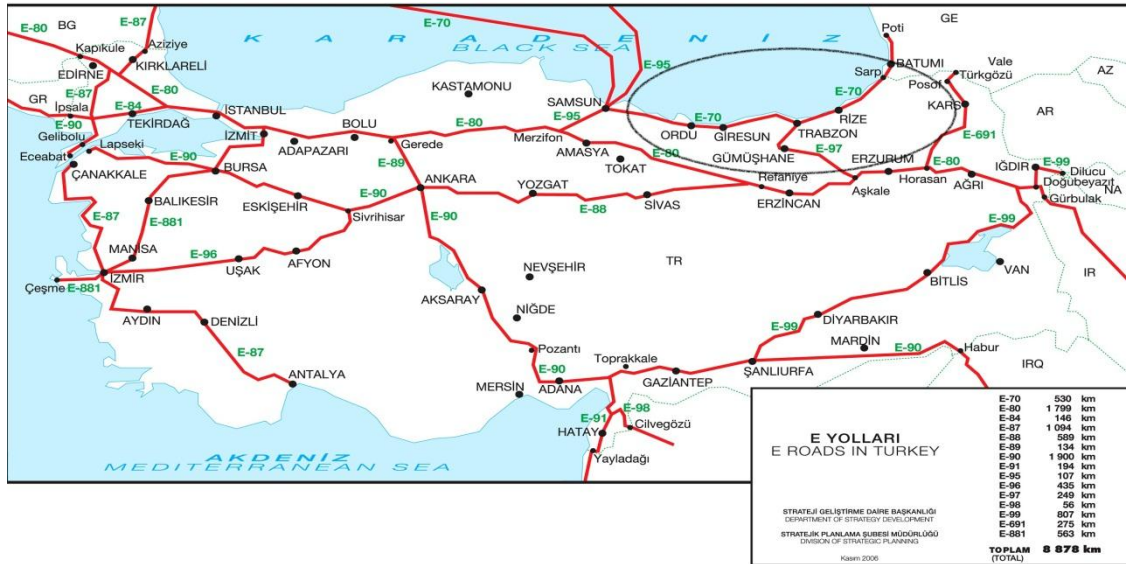 E-80
BG
E-87
E-70
GE
Kapıkule
Aziziye
K A R A D E N I Z
BLACK SEA
Poti
EDİRNE
KIRKLARELİ
E-95
BATUMI
Vale
Türkgözü
AZ
Sarp
Posof
GR
İpsala
E-87
E-80
KASTAMONU
E-84
İSTANBUL
SAMSUN
E-70
KARS
AR
E-90
TEKİRDAĞ
İZMİT
BOLU
E-80
E-95
E-70
RİZE
Gelibolu
Lapseki
ADAPAZARI
Gerede
Merzifon
ORDU
GİRESUN
TRABZON
E-691
Eceabat
E-90
BURSA
E-89
AMASYA
E-80
GÜMÜŞHANE
E-97
ERZURUM
IĞDIR
E-99
ÇANAKKALE
TOKAT
Refahiye
E-80
Dilucu
Horasan
AĞRI
Doğubeyazıt
NA
ANKARA
YOZGAT
Aşkale
Gürbulak
BALIKESİR
ESKİŞEHİR
E-90
SİVAS
ERZİNCAN
E-88
E-87
E-881
Sivrihisar
E-90
E-99
MANİSA
E-96
UŞAK
AFYON
TR
VAN
IR
İZMİR
NEVŞEHİR
BİTLİS
Çeşme
E-881
AKSARAY
AYDIN
DENİZLİ
NİĞDE
DİYARBAKIR
E-99
MARDİN
E-90
Habur
E-87
Pozantı
Toprakkale
IRQ
ANTALYA
E-90
MERSİN
ADANA
GAZİANTEP
ŞANLIURFA
E-91
E-98
HATAY
Cilvegözü
Yayladağı
AKDENİZ
MEDITERRANEAN SEA
E YOLLARI
E ROADS IN TURKEY
STRATEJİ GELİŞTİRME DAİRE BAŞKANLIĞI
DEPARTMENT OF STRATEGY DEVELOPMENT
STRATEJİK PLANLAMA ŞUBESİ MÜDÜRLÜĞÜ
DIVISION OF STRATEGIC PLANNING
Kasım 2006
E-70 530 km
E-80 1 799 km
E-84 146 km
E-87 1 094 km
E-88 589 km
E-89 134 km
E-90 1 900 km
E-91 194 km
E-95 107 km
E-96 435 km
E-97 249 km
E-98 56 km
E-99 807 km
E-691 275 km
E-881 563 km
TOPLAM 8 878 km
(TOTAL)